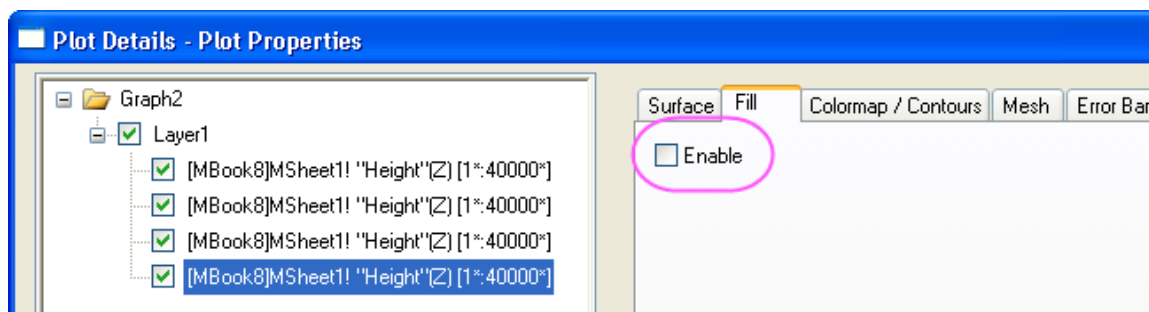 Plot Details - Plot Properties
Graph2
Layer1
[MBook8]MSheet1! "Height"(Z) [1*:40000*]
[MBook8]MSheet1! "Height"(Z) [1*:40000*]
[MBook8]MSheet1! "Height"(Z) [1*:40000*]
[MBook8]MSheet1! "Height"(Z) [1*:40000*]
Surface Fill Colormap / Contours Mesh Error Bar
Enable